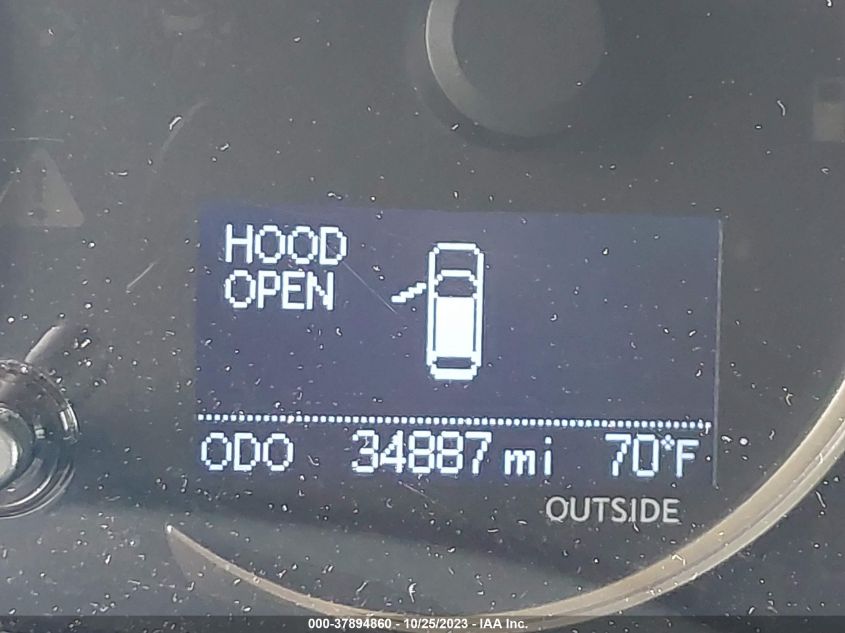 HOOD
OPEN
ODO 34887 mi 70°F
OUTSIDE
000-37894860 - 10/25/2023 - IAA Inc.